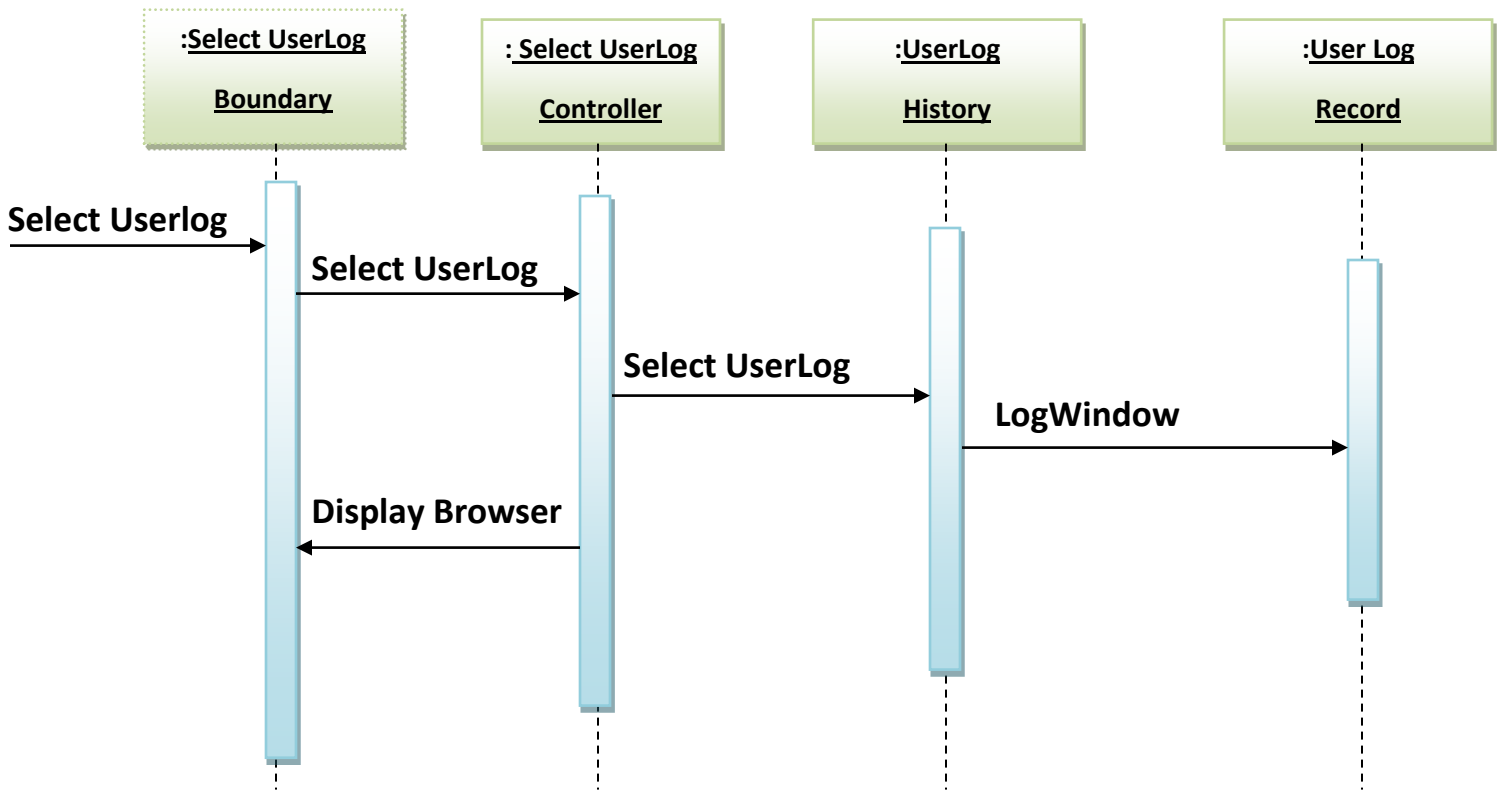 :Select UserLog
Boundary
: Select UserLog
Controller
:UserLog
History
:User Log
Record
Select Userlog
Select UserLog
Select UserLog
LogWindow
Display Browser